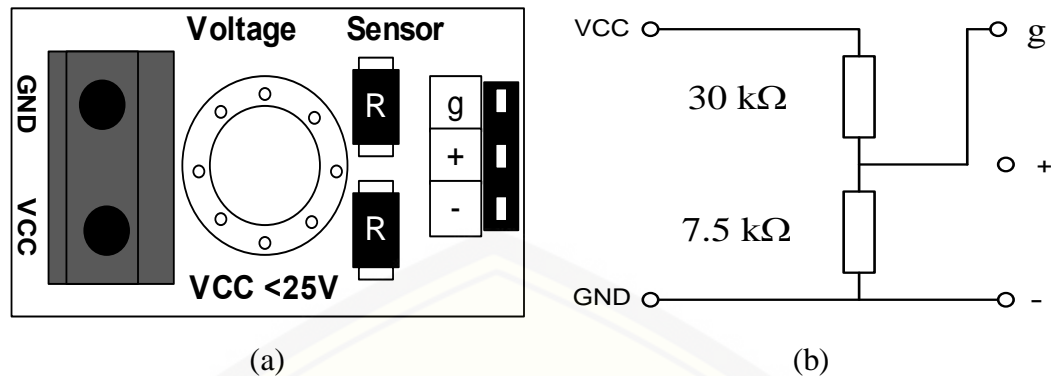 Voltage Sensor
GND
VCC
R
R
g
+
-
VCC <25V
(a)
VCC
g
30 kΩ
+
7.5 kΩ
GND
-
(b)